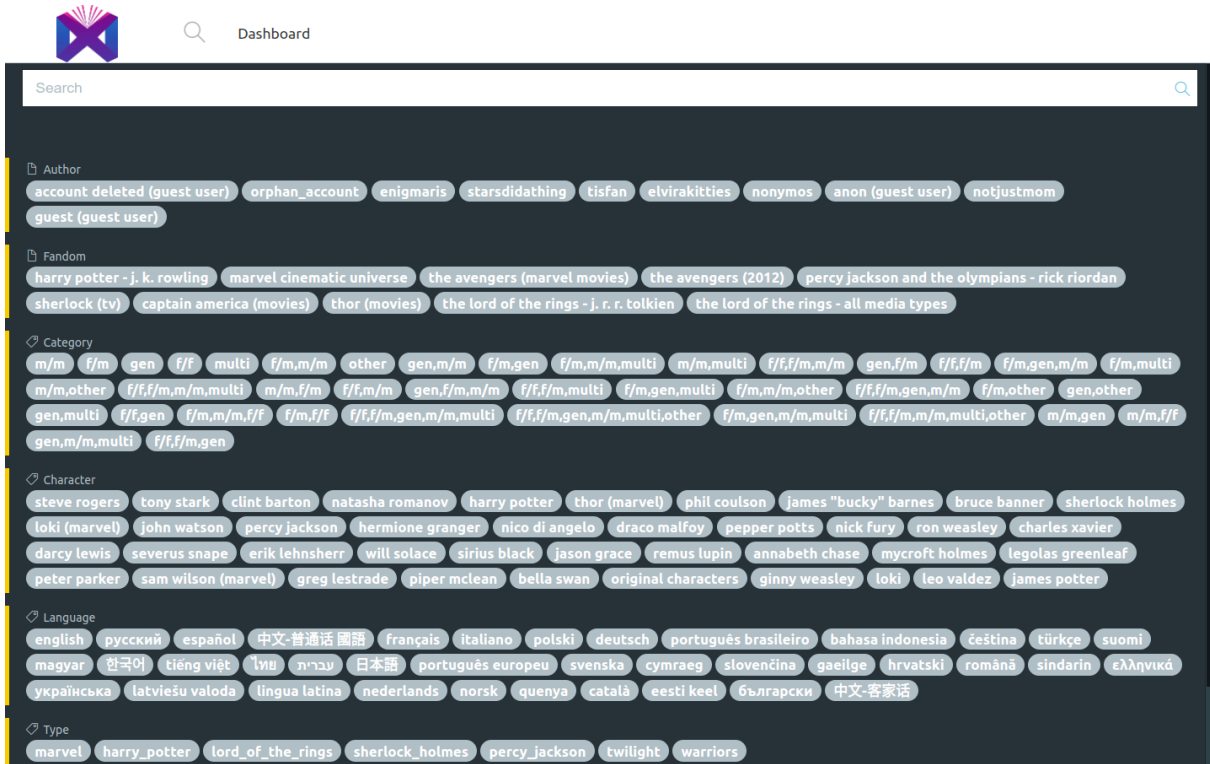 Dashboard
Search
Author
account deleted (guest user) orphan_account enigmaris starsdidathing tisfan elvirakitties nonymos anon (guest user) notjustmom
guest (guest user)
Fandom
harry potter - j. k. rowling marvel cinematic universe the avengers (marvel movies) the avengers (2012) percy jackson and the olympians - rick riordan
sherlock (tv) captain america (movies) thor (movies) the lord of the rings - j. r. r. tolkien the lord of the rings - all media types
Category
m/m f/m gen f/f multi f/m,m/m other gen,m/m f/m,gen f/m,m/m,multi m/m,multi f/f,f/m,m/m gen,f/m f/f,f/m f/m,gen,m/m f/m,multi
m/m,other f/f,f/m,m/m,multi m/m,f/m f/f,m/m gen,f/m,m/m f/f,f/m,multi f/m,gen,multi f/m,m/m,other f/f,f/m,gen,m/m f/m,other gen,other
gen,multi f/f,gen f/m,m/m,f/f f/m,f/f f/f,f/m,gen,m/m,multi f/f,f/m,gen,m/m,multi,other f/m,gen,m/m,multi f/f,f/m,m/m,multi,other m/m,gen m/m,f/f
gen,m/m,multi f/f,f/m,gen
Character
steve rogers tony stark clint barton natasha romanov harry potter thor (marvel) phil coulson james "bucky" barnes bruce banner sherlock holmes
loki (marvel) john watson percy jackson hermione granger nico di angelo draco malfoy pepper potts nick fury ron weasley charles xavier
darcy lewis severus snape erik lehnsherr will solace sirius black jason grace remus lupin annabeth chase mycroft holmes legolas greenleaf
peter parker sam wilson (marvel) greg lestrade piper mclean bella swan original characters ginny weasley loki leo valdez james potter
Language
english русский español 中文-普通话 國語 français italiano polski deutsch português brasileiro bahasa indonesia čeština türkçe suomi
magyar 한국어 tiếng việt ไทย עברית 日本語 português europeu svenska cymraeg slovenčina gaeilge hrvatski română sindarin ελληνικά
українська latviešu valoda lingua latina nederlands norsk quenya català eesti keel български 中文-客家话
Type
marvel harry_potter lord_of_the_rings sherlock_holmes percy_jackson twilight warriors